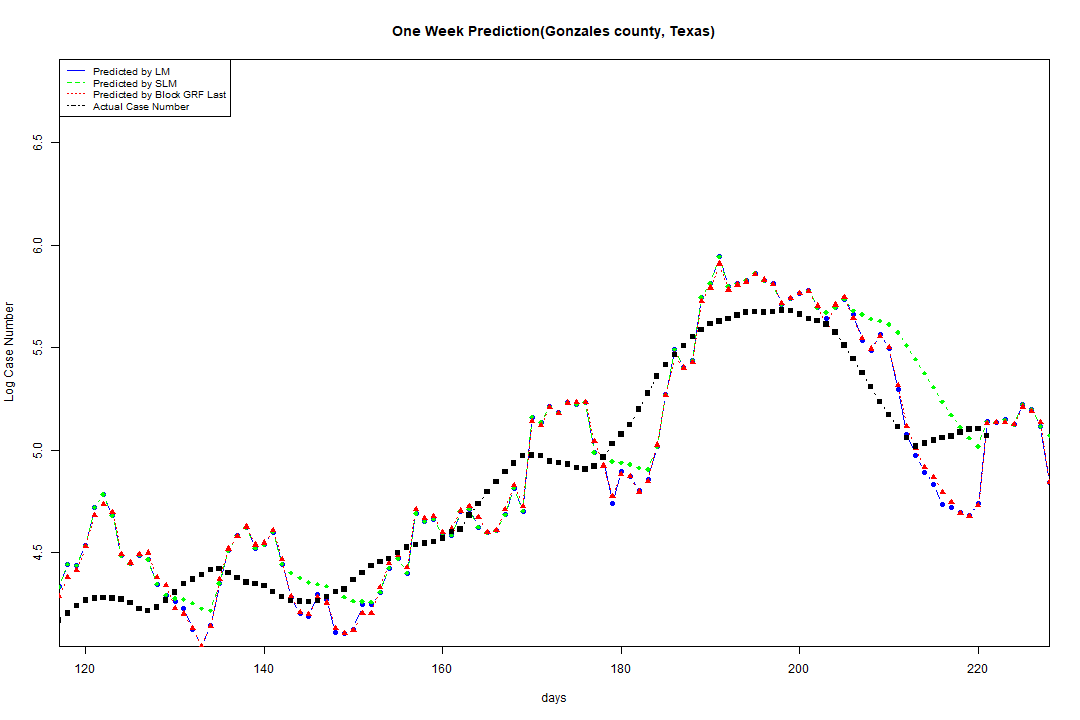 One Week Prediction(Gonzales county, Texas)
Predicted by LM
Predicted by SLM
Predicted by Block GRF Last
Actual Case Number
6.5
6.0
5.5
5.0
4.5
Log Case Number
120 140 160 180 200 220
days